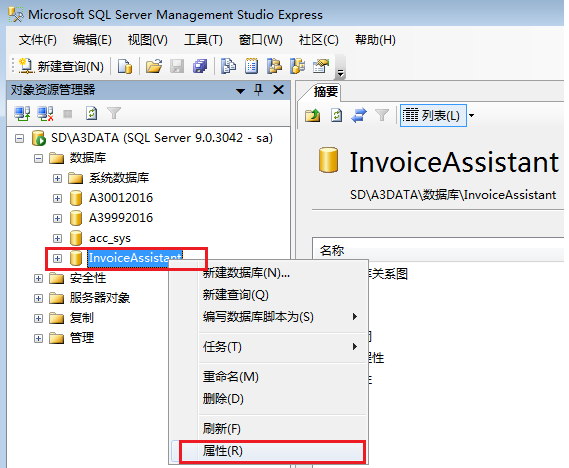 Microsoft SQL Server Management Studio Express
文件(F) 编辑(E) 视图(V) 工具(T) 窗口(W) 社区(C) 帮助(H)
新建查询(N)
对象资源管理器
摘要
列表(L)
SD\A3DATA (SQL Server 9.0.3042 - sa)
数据库
系统数据库
A30012016
A39992016
acc_sys
InvoiceAssistant
安全性
服务器对象
复制
管理
InvoiceAssistant
SD\A3DATA\数据库\InvoiceAssistant
名称
库关系图
新建数据库(N)...
新建查询(Q)
编写数据库脚本为(S)
任务(T)
重命名(M)
删除(D)
刷新(F)
属性(R)
程性